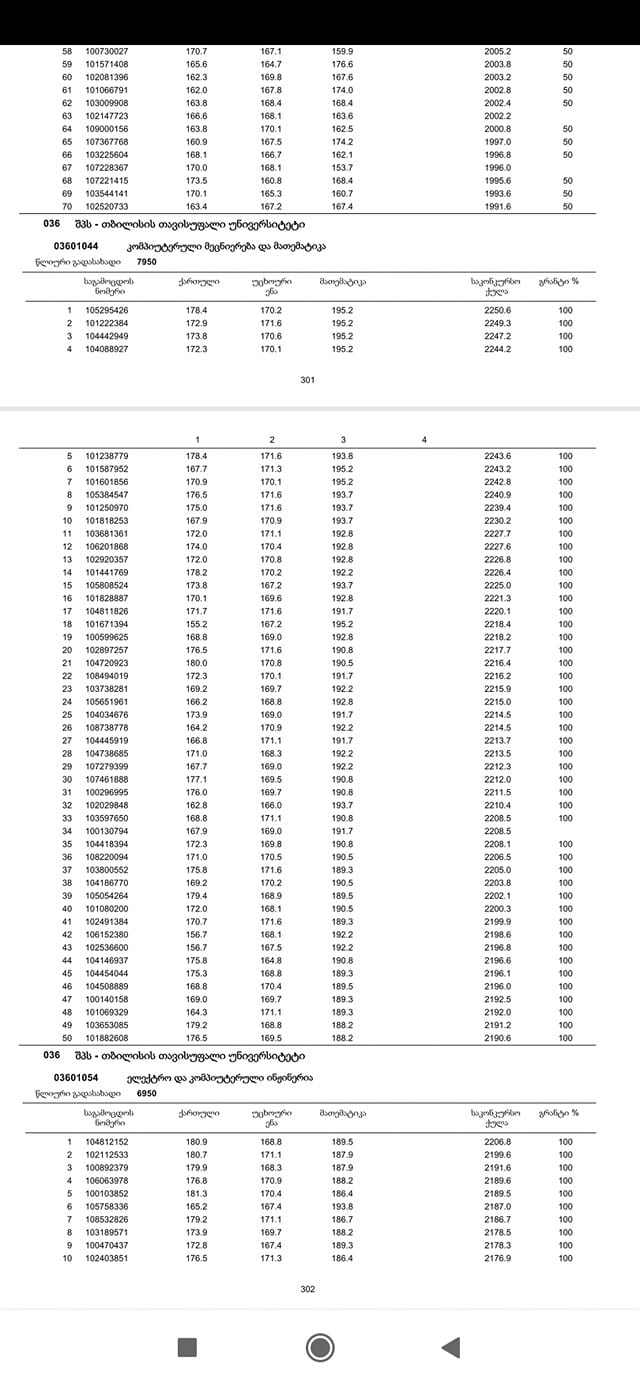 58 100730027 170.7 167.1 159.9 2005.2 50
59 101571408 165.6 164.7 176.6 2003.8 50
60 102081396 162.3 169.8 167.6 2003.2 50
61 101066791 162.0 167.8 174.0 2002.8 50
62 103009908 163.8 168.4 168.4 2002.4 50
63 102147723 166.6 168.1 163.6 2002.2
64 109000156 163.8 170.1 162.5 2000.8 50
65 107367768 160.9 167.5 174.2 1997.0 50
66 103225604 168.1 166.7 162.1 1996.8 50
67 107228367 170.0 168.1 153.7 1996.0
68 107221415 173.5 160.8 168.4 1995.6 50
69 103544141 170.1 165.3 160.7 1993.6 50
70 102520733 163.4 167.2 167.4 1991.6 50
036 შპს - თბილისის თავისუფალი უნივერსიტეტი
03601044 კომპიუტერული მეცნიერება და მათემატიკა
წლიური გადასახადი 7950
საგამოცდოს ქართული უცხოური მათემატიკა საკონკურსო გრანტი %
ნომერი ენა ქულა
1 105295426 178.4 170.2 195.2 2250.6 100
2 101222384 172.9 171.6 195.2 2249.3 100
3 104442949 173.8 170.6 195.2 2247.2 100
4 104088927 172.3 170.1 195.2 2244.2 100
301
1 2 3 4
5 101238779 178.4 171.6 193.8 2243.6 100
6 101587952 167.7 171.3 195.2 2243.2 100
7 101601856 170.9 170.1 195.2 2242.8 100
8 105384547 176.5 171.6 193.7 2240.9 100
9 101250970 175.0 171.6 193.7 2239.4 100
10 101818253 167.9 170.9 193.7 2230.2 100
11 103681361 172.0 171.1 192.8 2227.7 100
12 106201868 174.0 170.4 192.8 2227.6 100
13 102920357 172.0 170.8 192.8 2226.8 100
14 101441769 178.2 170.2 192.2 2226.4 100
15 105808524 173.8 167.2 193.7 2225.0 100
16 101828887 170.1 169.6 192.8 2221.3 100
17 104811826 171.7 171.6 191.7 2220.1 100
18 101671394 155.2 167.2 195.2 2218.4 100
19 100599625 168.8 169.0 192.8 2218.2 100
20 102897257 176.5 171.6 190.8 2217.7 100
21 104720923 180.0 170.8 190.5 2216.4 100
22 108494019 172.3 170.1 191.7 2216.2 100
23 103738281 169.2 169.7 192.2 2215.9 100
24 105651961 166.2 168.8 192.8 2215.0 100
25 104034676 173.9 169.0 191.7 2214.5 100
26 108738778 164.2 170.9 192.2 2214.5 100
27 104445919 166.8 171.1 191.7 2213.7 100
28 104738685 171.0 168.3 192.2 2213.5 100
29 107279399 167.7 169.0 192.2 2212.3 100
30 107461888 177.1 169.5 190.8 2212.0 100
31 100296995 176.0 169.7 190.8 2211.5 100
32 102029848 162.8 166.0 193.7 2210.4 100
33 103597650 168.8 171.1 190.8 2208.5 100
34 100130794 167.9 169.0 191.7 2208.5
35 104418394 172.3 169.8 190.8 2208.1 100
36 108220094 171.0 170.5 190.5 2206.5 100
37 103800552 175.8 171.6 189.3 2205.0 100
38 104186770 169.2 170.2 190.5 2203.8 100
39 105054264 179.4 168.9 189.5 2202.1 100
40 101080200 172.0 168.1 190.5 2200.3 100
41 102491384 170.7 171.6 189.3 2199.9 100
42 106152380 156.7 168.1 192.2 2198.6 100
43 102536600 156.7 167.5 192.2 2196.8 100
44 104146937 175.8 164.8 190.8 2196.6 100
45 104454044 175.3 168.8 189.3 2196.1 100
46 104508889 168.8 170.4 189.5 2196.0 100
47 100140158 169.0 169.7 189.3 2192.5 100
48 101069329 164.3 171.1 189.3 2192.0 100
49 103653085 179.2 168.8 188.2 2191.2 100
50 101882608 176.5 169.5 188.2 2190.6 100
036 შპს - თბილისის თავისუფალი უნივერსიტეტი
03601054 ელექტრო და კომპიუტერული ინჟინერია
წლიური გადასახადი 6950
საგამოცდოს ქართული უცხოური მათემატიკა საკონკურსო გრანტი %
ნომერი ენა ქულა
1 104812152 180.9 168.8 189.5 2206.8 100
2 102112533 180.7 171.1 187.9 2199.6 100
3 100892379 179.9 168.3 187.9 2191.6 100
4 106063978 176.8 170.9 188.2 2189.6 100
5 100103852 181.3 170.4 186.4 2189.5 100
6 105758336 165.2 167.4 193.8 2187.0 100
7 108532826 179.2 171.1 186.7 2186.7 100
8 103189571 173.9 169.7 188.2 2178.5 100
9 100470437 172.8 167.4 189.3 2178.3 100
10 102403851 176.5 171.3 186.4 2176.9 100
302